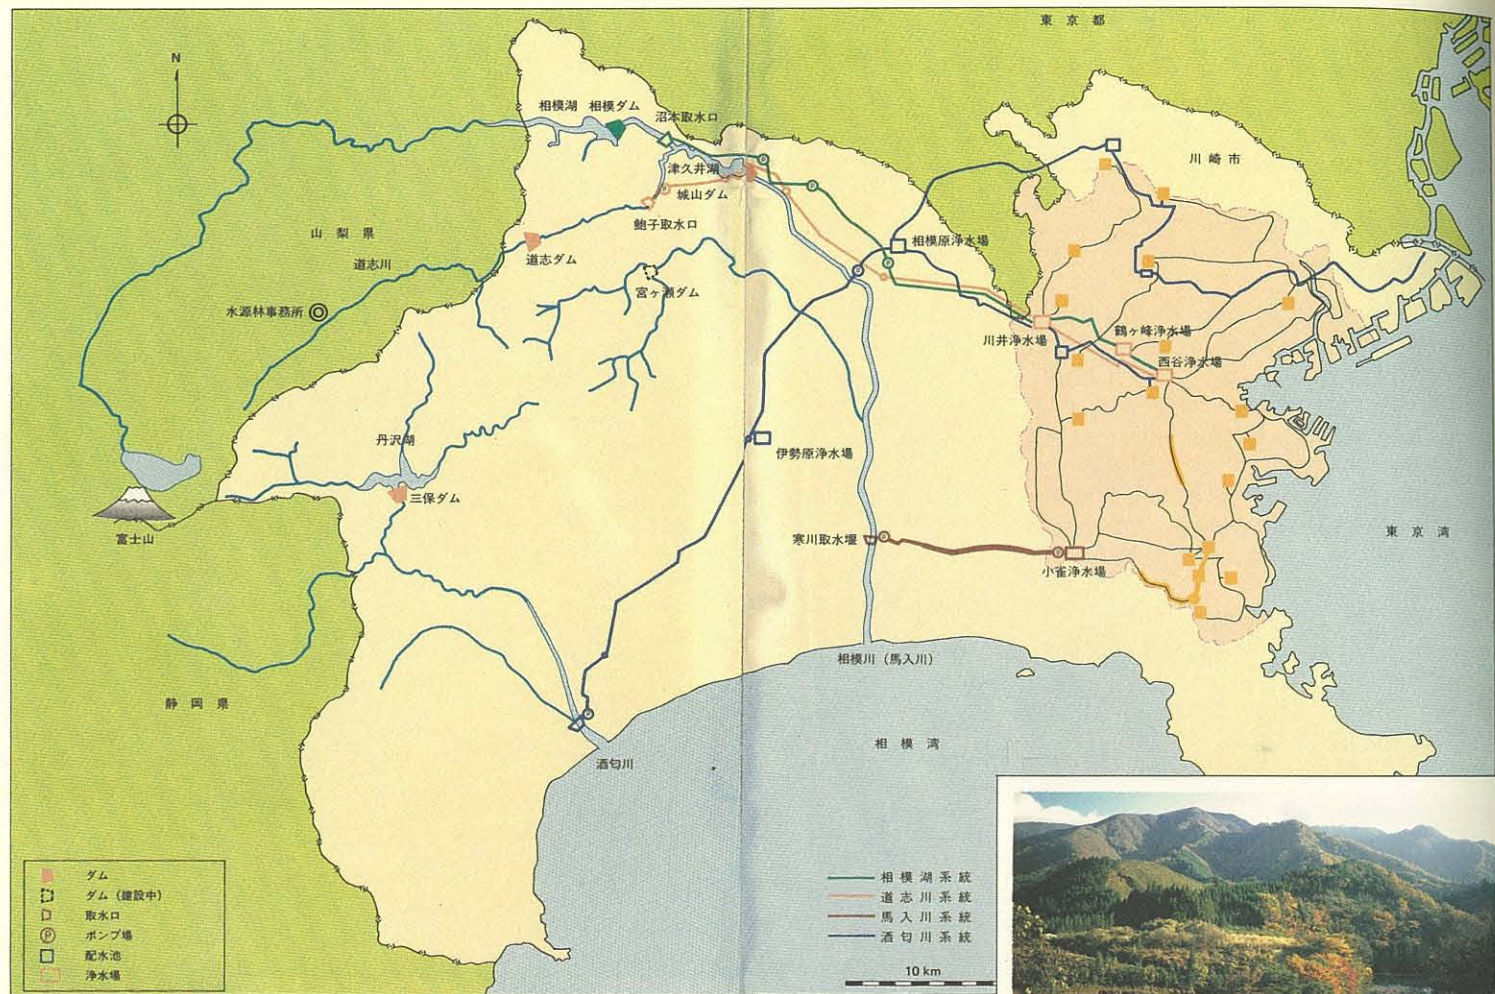 東京都
N
相模湖
相模ダム
沼本取水口
川崎市
津久井湖
城山ダム
鮑子取水口
山梨県
道志川
道志ダム
相模原浄水場
宮ヶ瀬ダム
水源林事務所
川井浄水場
鶴ヶ峰浄水場
西谷浄水場
丹沢湖
伊勢原浄水場
三保ダム
富士山
寒川取水堰
小雀浄水場
東京湾
相模川（馬入川）
静岡県
相模湾
酒匂川
ダム
ダム（建設中）
取水口
P ポンプ場
配水池
浄水場
相模湖系統
道志川系統
馬入川系統
酒匂川系統
10 km